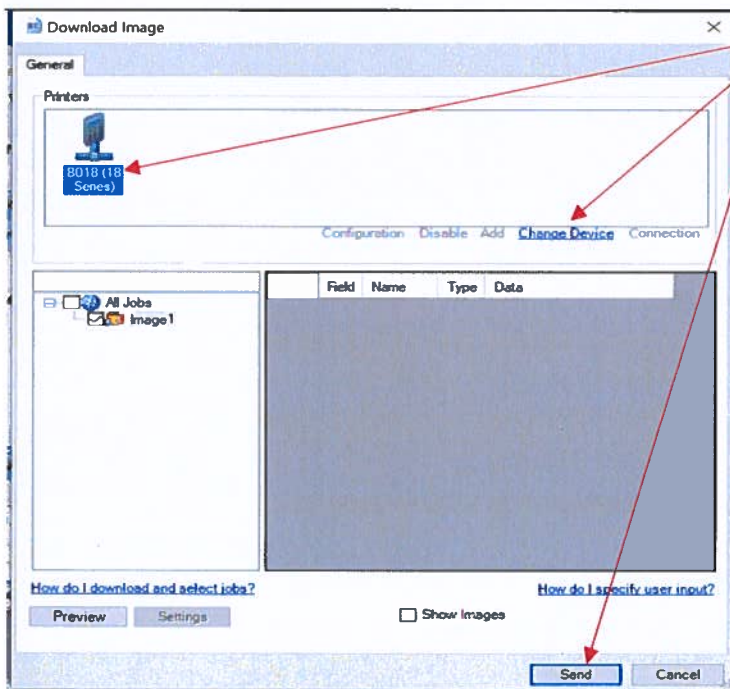 Download Image
General
Printers
8018 (18
Series)
Configuration Disable Add Change Device Connection
Field Name Type Data
All Jobs
Image1
How do I download and select jobs? How do I specify user input?
Preview Settings Show Images
Send Cancel